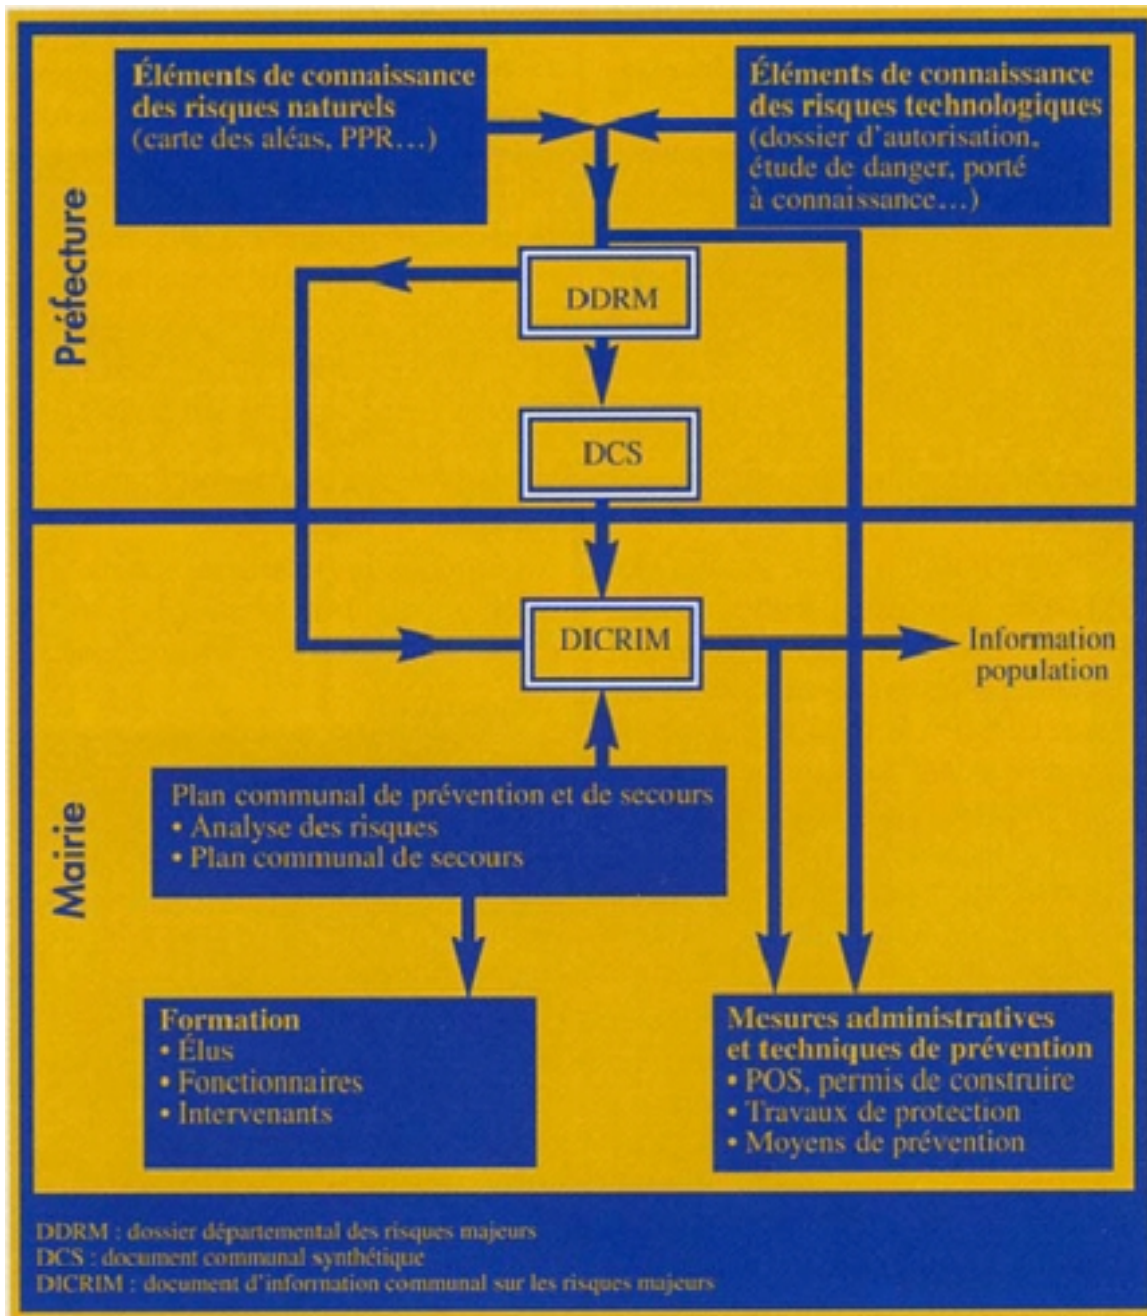 Éléments de connaissance
des risques naturels
(carte des aléas, PPR…)
Éléments de connaissance
des risques technologiques
(dossier d'autorisation,
étude de danger, porté
à connaissance…)
Préfecture
DDRM
DCS
DICRIM
Information
population
Mairie
Plan communal de prévention et de secours
• Analyse des risques
• Plan communal de secours
Formation
• Élus
• Fonctionnaires
• Intervenants
Mesures administratives
et techniques de prévention
• POS, permis de construire
• Travaux de protection
• Moyens de prévention
DDRM : dossier départemental des risques majeurs
DCS : document communal synthétique
DICRIM : document d'information communal sur les risques majeurs